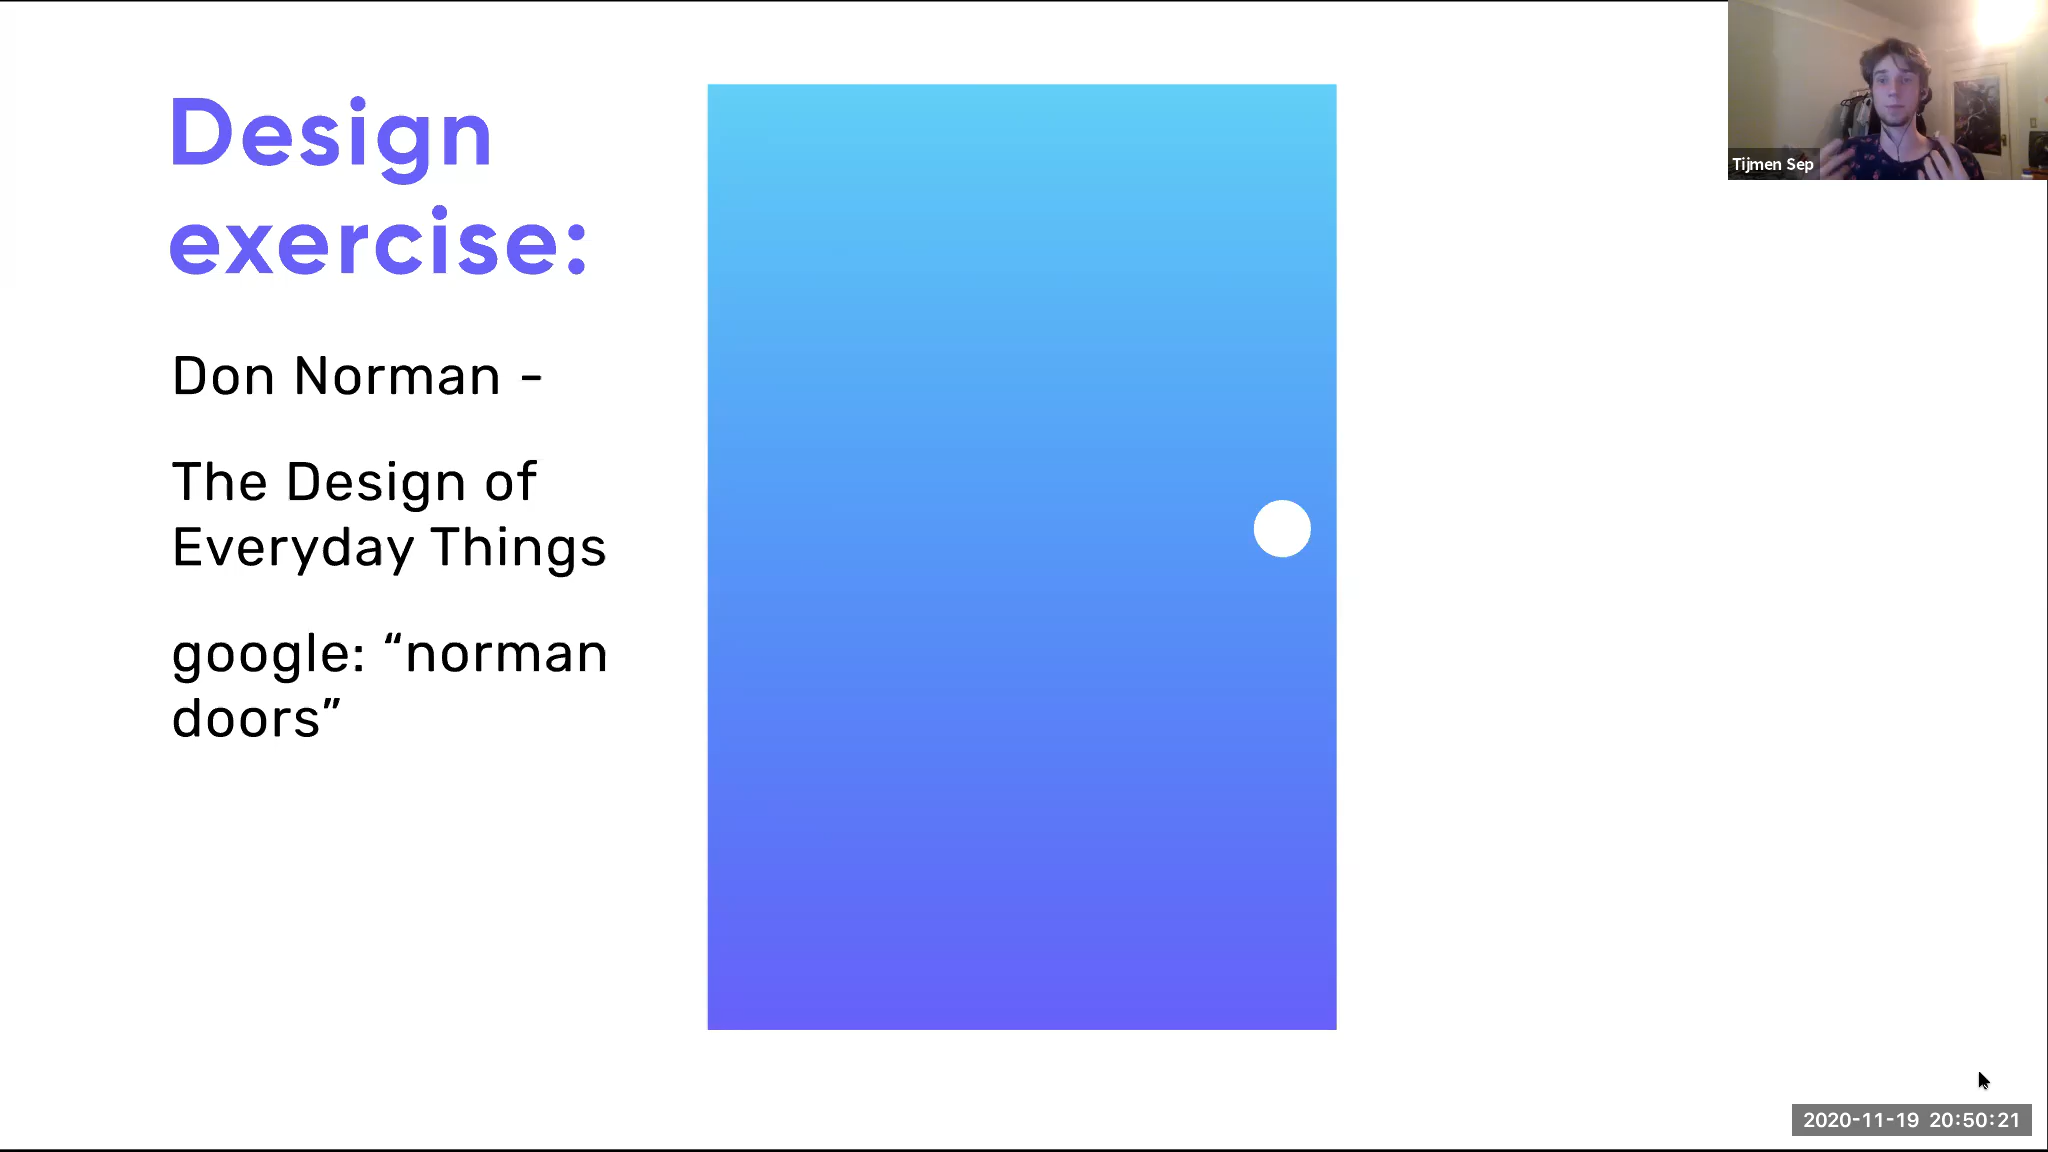 Design
exercise:
Don Norman -
The Design of
Everyday Things
google: “norman
doors”
Tijmen Sep
2020-11-19 20:50:21